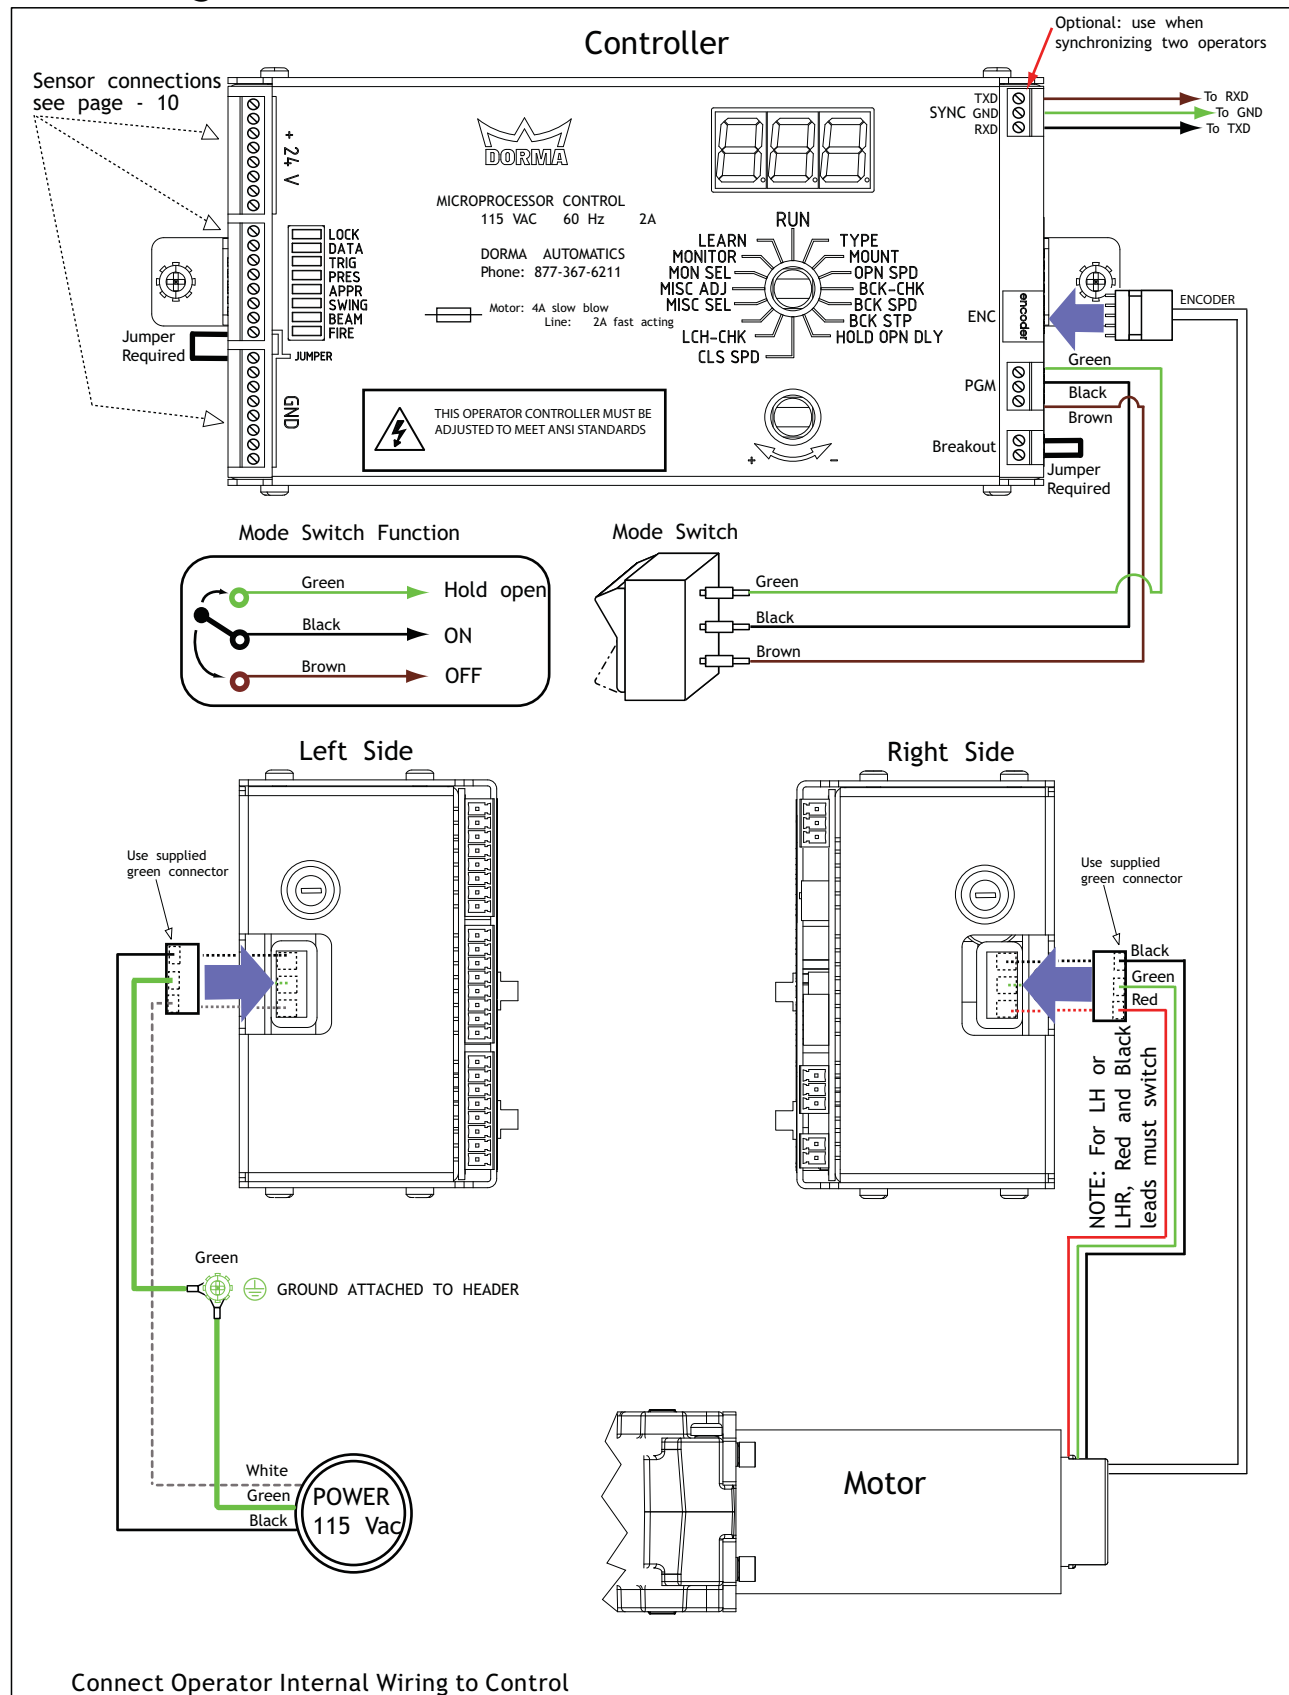 Optional: use when
synchronizing two operators
Controller
Sensor connections
see page - 10
TXD
SYNC GND
RXD
To RXD
To GND
To TXD
+ 24 V
DORMA
MICROPROCESSOR CONTROL
115 VAC 60 Hz 2A
DORMA AUTOMATICS
Phone: 877-367-6211
Motor: 4A slow blow
Line: 2A fast acting
LOCK
DATA
TRIG
PRES
APPR
SWING
BEAM
FIRE
JUMPER
Jumper
Required
GND
RUN
LEARN
TYPE
MONITOR
MOUNT
MON SEL
OPN SPD
MISC ADJ
BCK-CHK
MISC SEL
BCK SPD
BCK STP
LCH-CHK
HOLD OPN DLY
CLS SPD
ENC
encoder
ENCODER
Green
PGM
Black
Brown
Breakout
Jumper
Required
THIS OPERATOR CONTROLLER MUST BE
ADJUSTED TO MEET ANSI STANDARDS
+ -
Mode Switch Function
Green
Hold open
Black
ON
Brown
OFF
Mode Switch
Green
Black
Brown
Left Side
Right Side
Use supplied
green connector
Use supplied
green connector
Black
Green
Red
NOTE: For LH or
LHR, Red and Black
leads must switch
Green
GROUND ATTACHED TO HEADER
White
Green
Black
POWER
115 Vac
Motor
Connect Operator Internal Wiring to Control